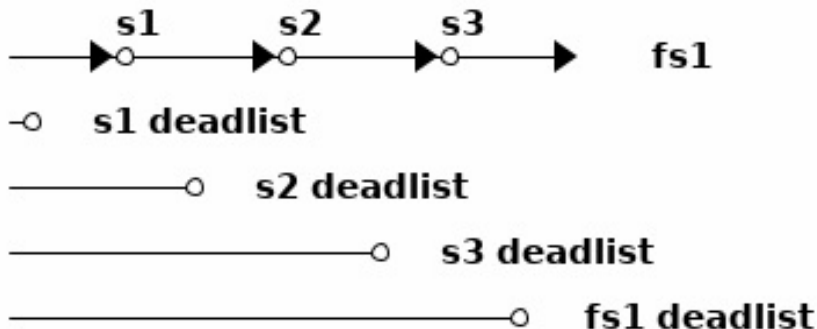 s1 s2 s3
fs1
s1 deadlist
s2 deadlist
s3 deadlist
fs1 deadlist